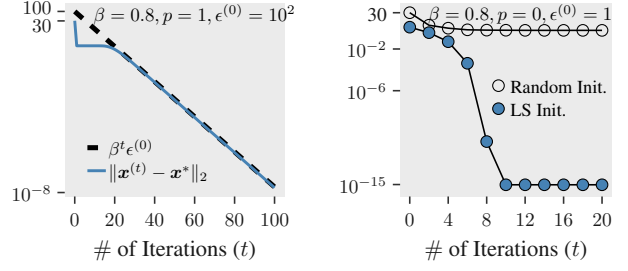 β = 0.8, p = 1, ϵ⁽⁰⁾ = 10²
100
30
10⁻⁸
βᵗϵ⁽⁰⁾
‖x⁽ᵗ⁾ − x*‖₂
0 20 40 60 80 100
# of Iterations (t)
β = 0.8, p = 0, ϵ⁽⁰⁾ = 1
30
10⁻²
10⁻⁶
10⁻¹⁵
Random Init.
LS Init.
0 4 8 12 16 20
# of Iterations (t)